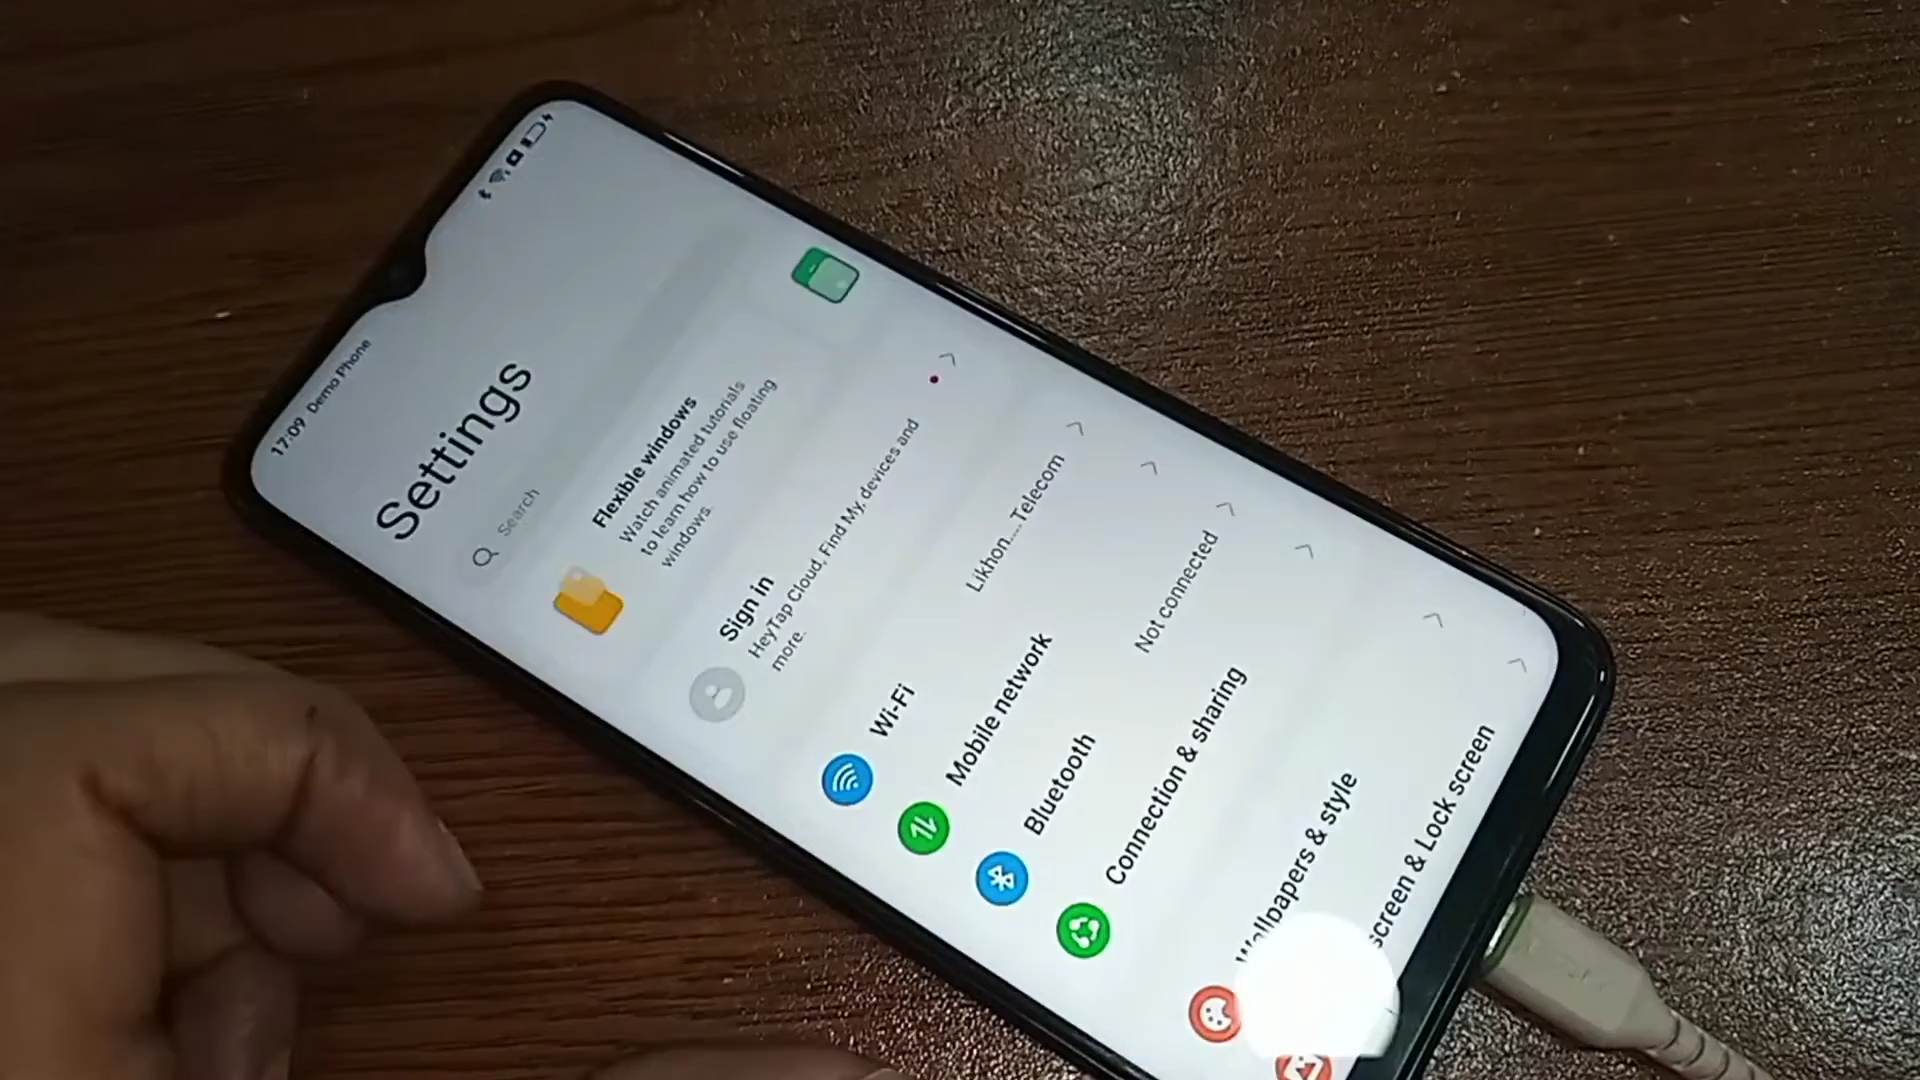 17:09 Demo Phone
Settings
Search
Flexible windows
Watch animated tutorials
to learn how to use floating
windows.
Sign in
HeyTap Cloud, Find My, devices and
more.
Wi-Fi
Likhon....Telecom
Mobile network
Bluetooth
Not connected
Connection & sharing
Wallpapers & style
screen & Lock screen